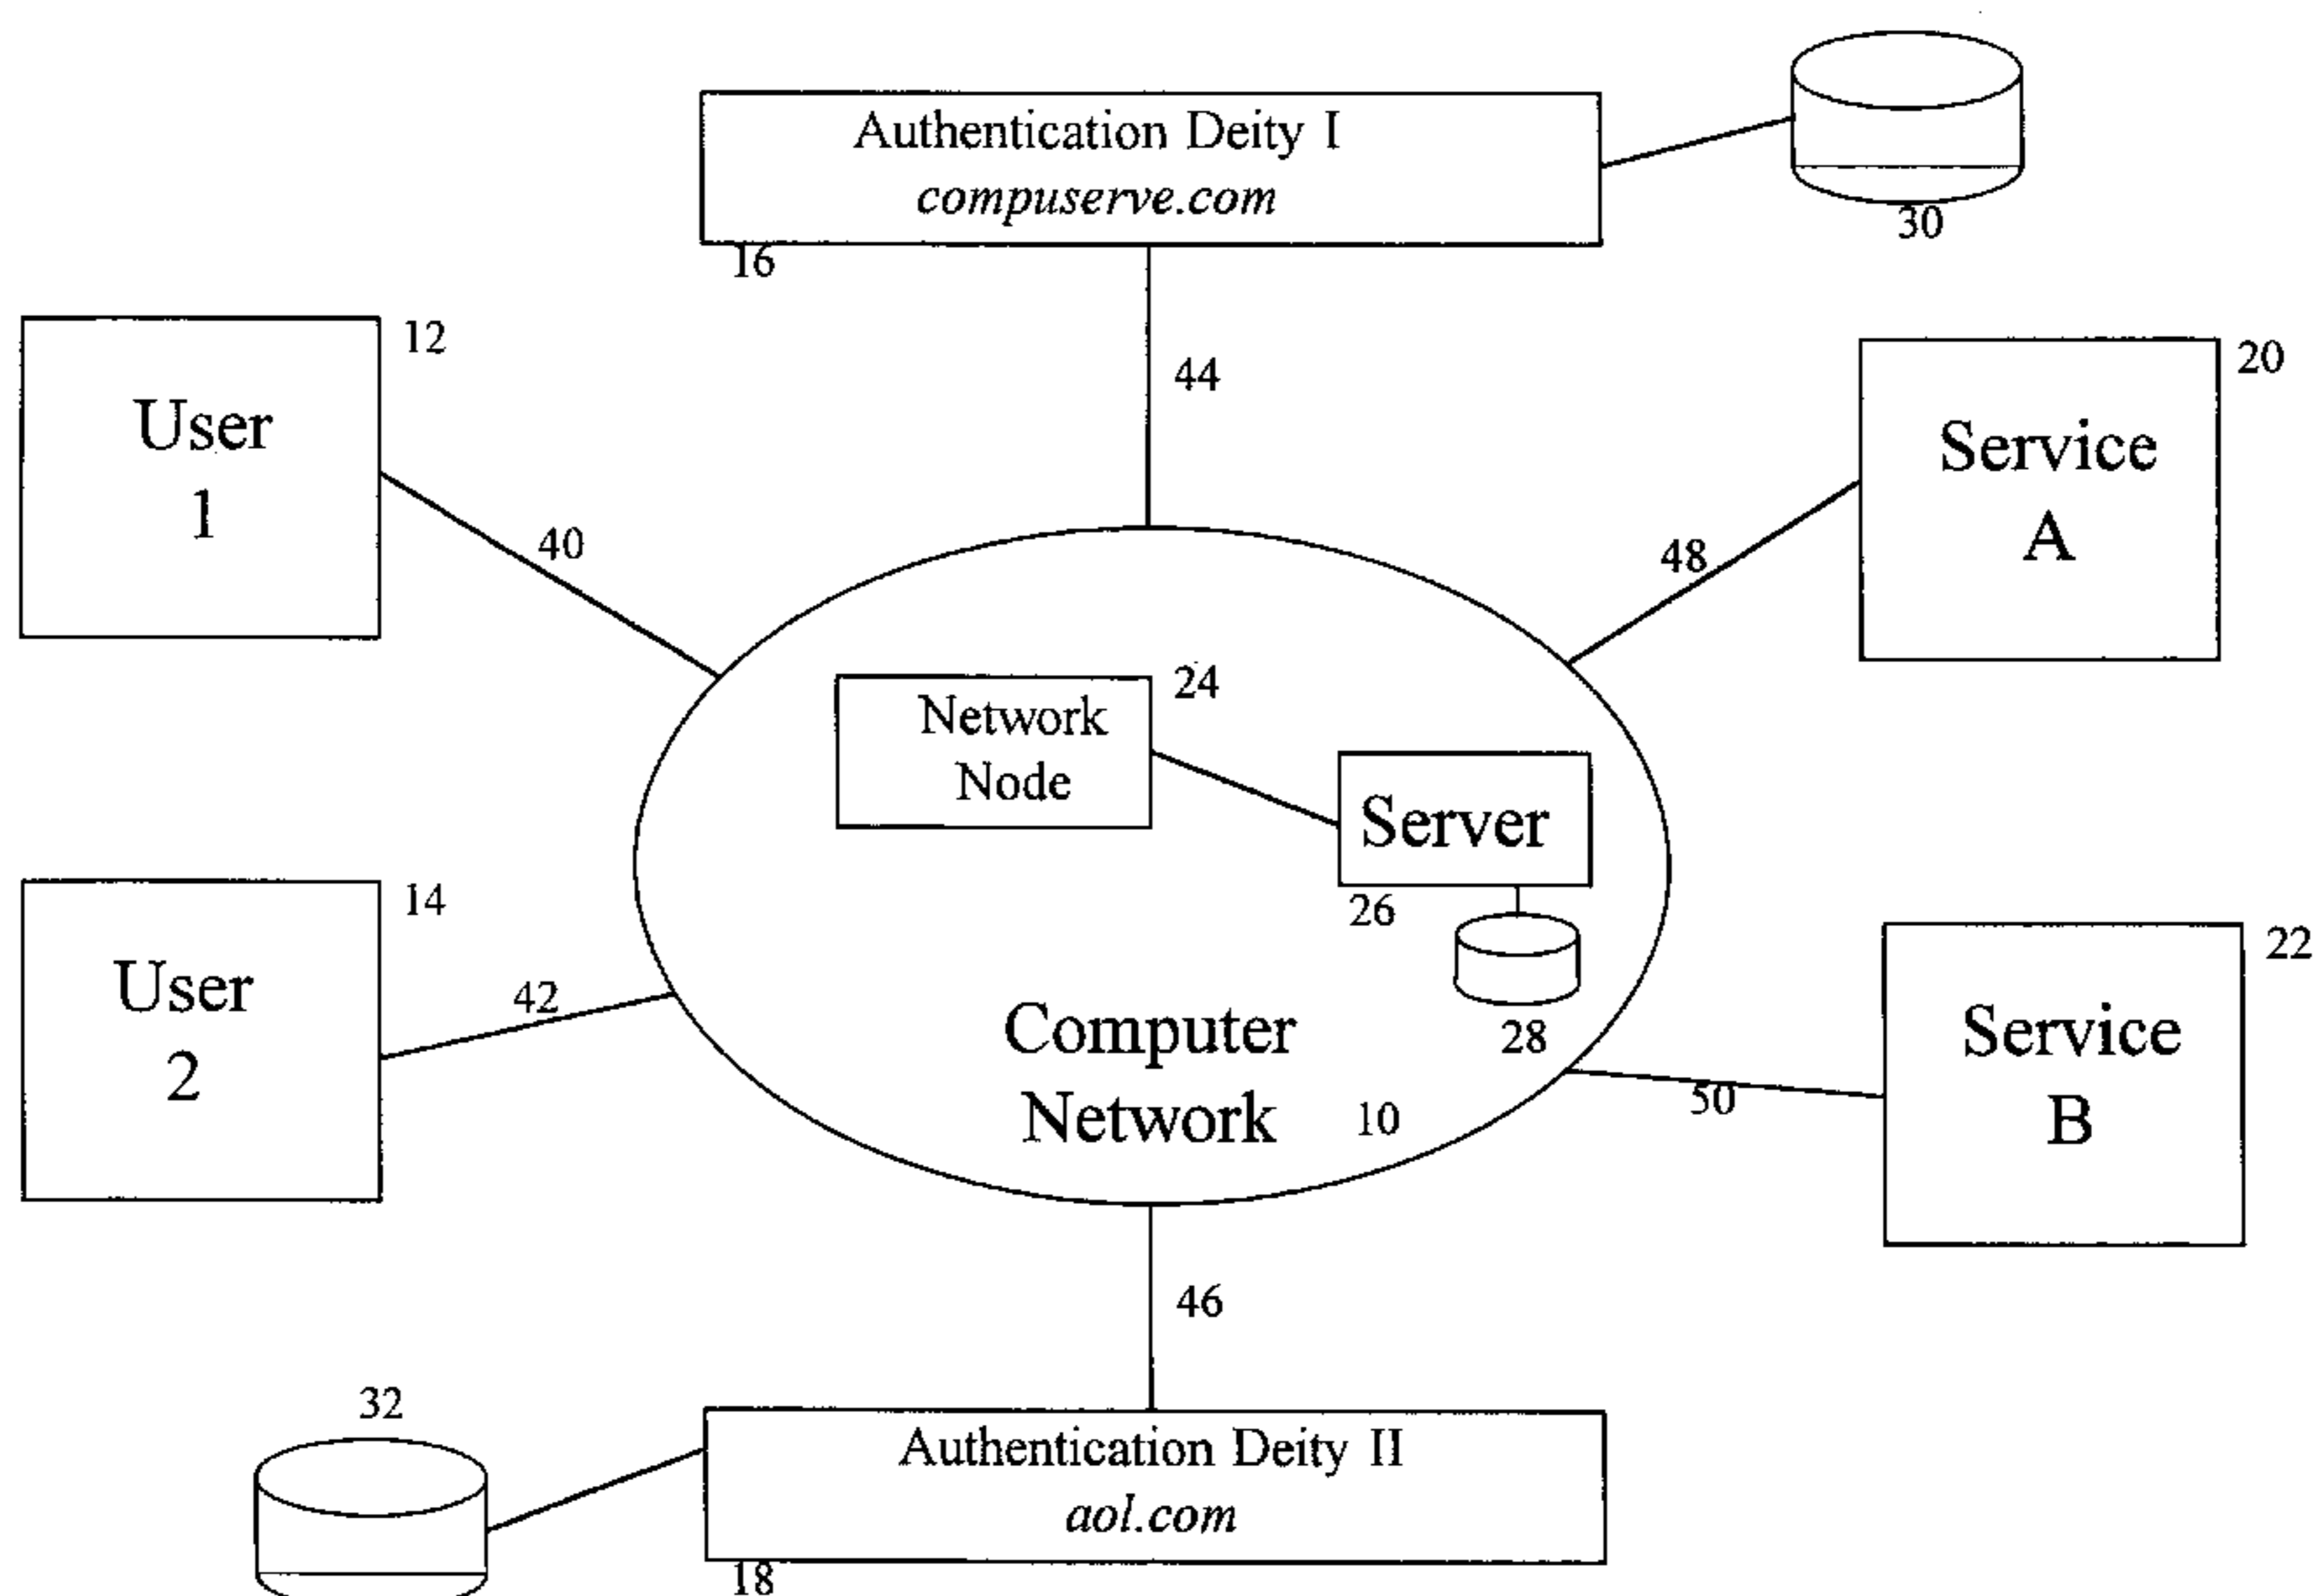 Authentication Deity I
compuserve.com
30
16
12
User
1
44
20
Service
A
40
48
24
Network
Node
Server
26
28
14
User
2
42
Computer
Network
10
22
Service
B
50
46
32
Authentication Deity II
aol.com
18